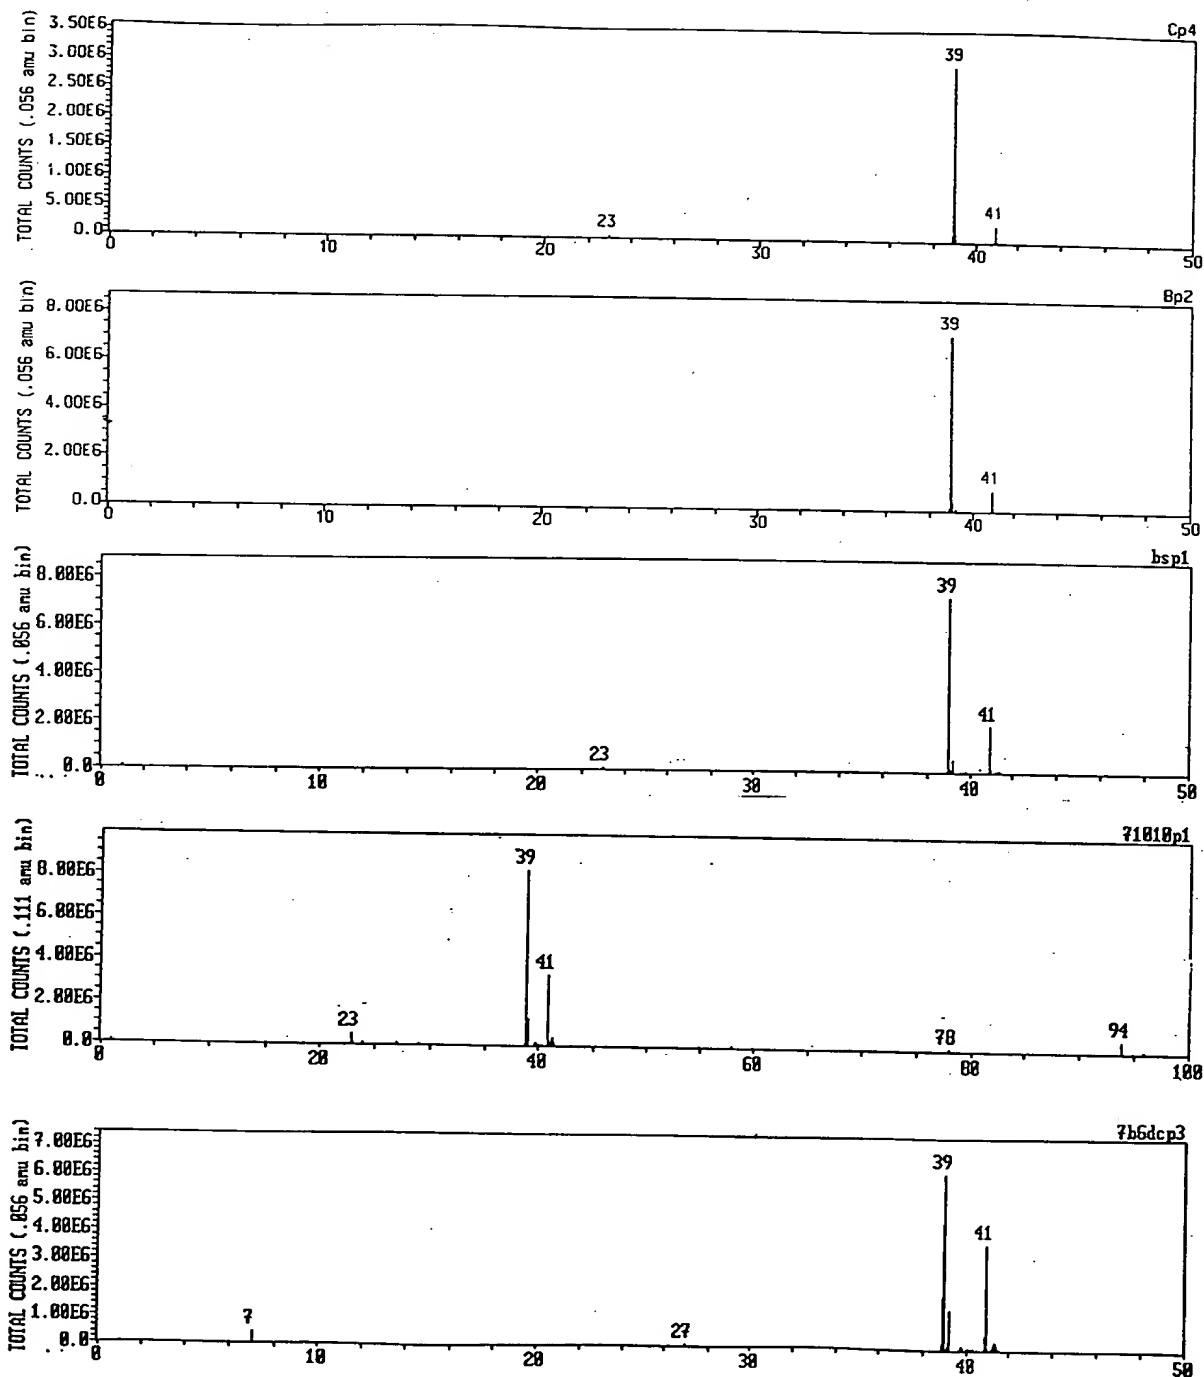 Cp4
TOTAL COUNTS (.056 amu bin)
3.50E6
3.00E6
2.50E6
2.00E6
1.50E6
1.00E6
5.00E5
0.0
39
23
41
0 10 20 30 40 50
Bp2
TOTAL COUNTS (.056 amu bin)
8.00E6
6.00E6
4.00E6
2.00E6
0.0
39
41
0 10 20 30 40 50
bsp1
TOTAL COUNTS (.056 amu bin)
8.00E6
6.00E6
4.00E6
2.00E6
0.0
39
41
23
0 10 20 30 40 50
71010p1
TOTAL COUNTS (.111 amu bin)
8.00E6
6.00E6
4.00E6
2.00E6
0.0
39
41
23
78
94
0 20 40 60 80 100
7b6dcp3
TOTAL COUNTS (.056 amu bin)
7.00E6
6.00E6
5.00E6
4.00E6
3.00E6
2.00E6
1.00E6
0.0
39
41
7
27
0 10 20 30 40 50